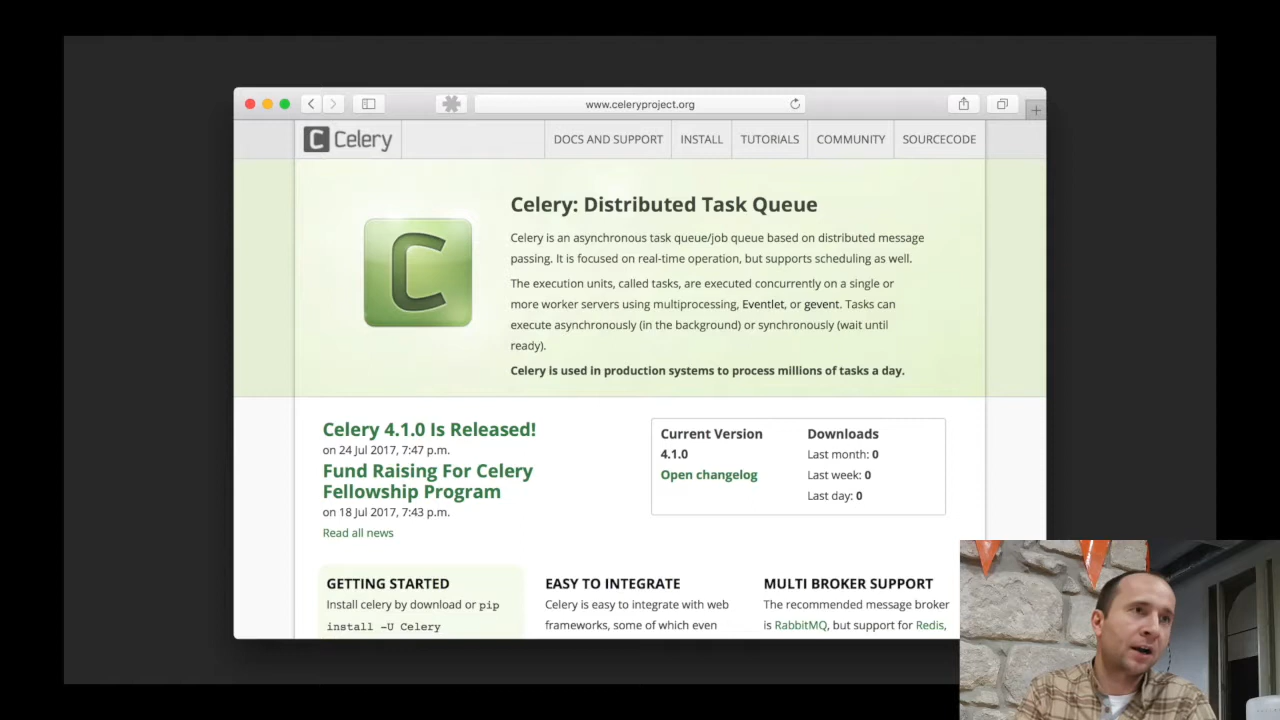 www.celeryproject.org
C Celery
DOCS AND SUPPORT
INSTALL
TUTORIALS
COMMUNITY
SOURCECODE
C
Celery: Distributed Task Queue
Celery is an asynchronous task queue/job queue based on distributed message
passing. It is focused on real-time operation, but supports scheduling as well.
The execution units, called tasks, are executed concurrently on a single or
more worker servers using multiprocessing, Eventlet, or gevent. Tasks can
execute asynchronously (in the background) or synchronously (wait until
ready).
Celery is used in production systems to process millions of tasks a day.
Celery 4.1.0 Is Released!
on 24 Jul 2017, 7:47 p.m.
Fund Raising For Celery
Fellowship Program
on 18 Jul 2017, 7:43 p.m.
Read all news
Current Version
4.1.0
Open changelog
Downloads
Last month: 0
Last week: 0
Last day: 0
GETTING STARTED
Install celery by download or pip
install -U Celery
EASY TO INTEGRATE
Celery is easy to integrate with web
frameworks, some of which even
MULTI BROKER SUPPORT
The recommended message broker
is RabbitMQ, but support for Redis,